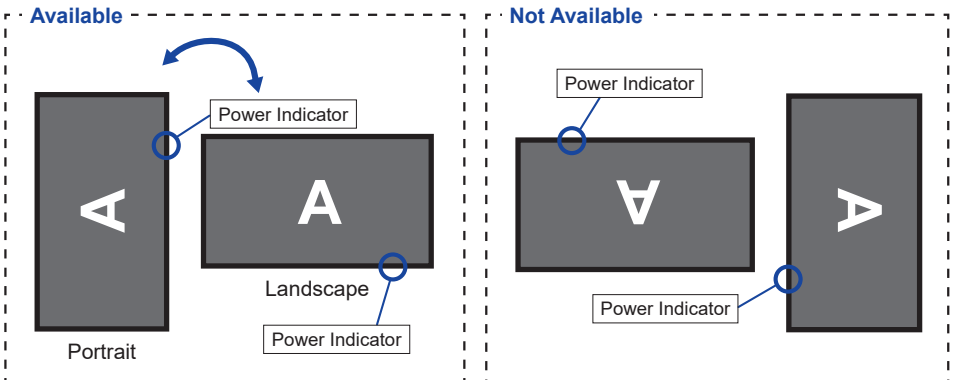 Available
Power Indicator
A
Portrait
A
Landscape
Power Indicator
Not Available
Power Indicator
A
A
Power Indicator